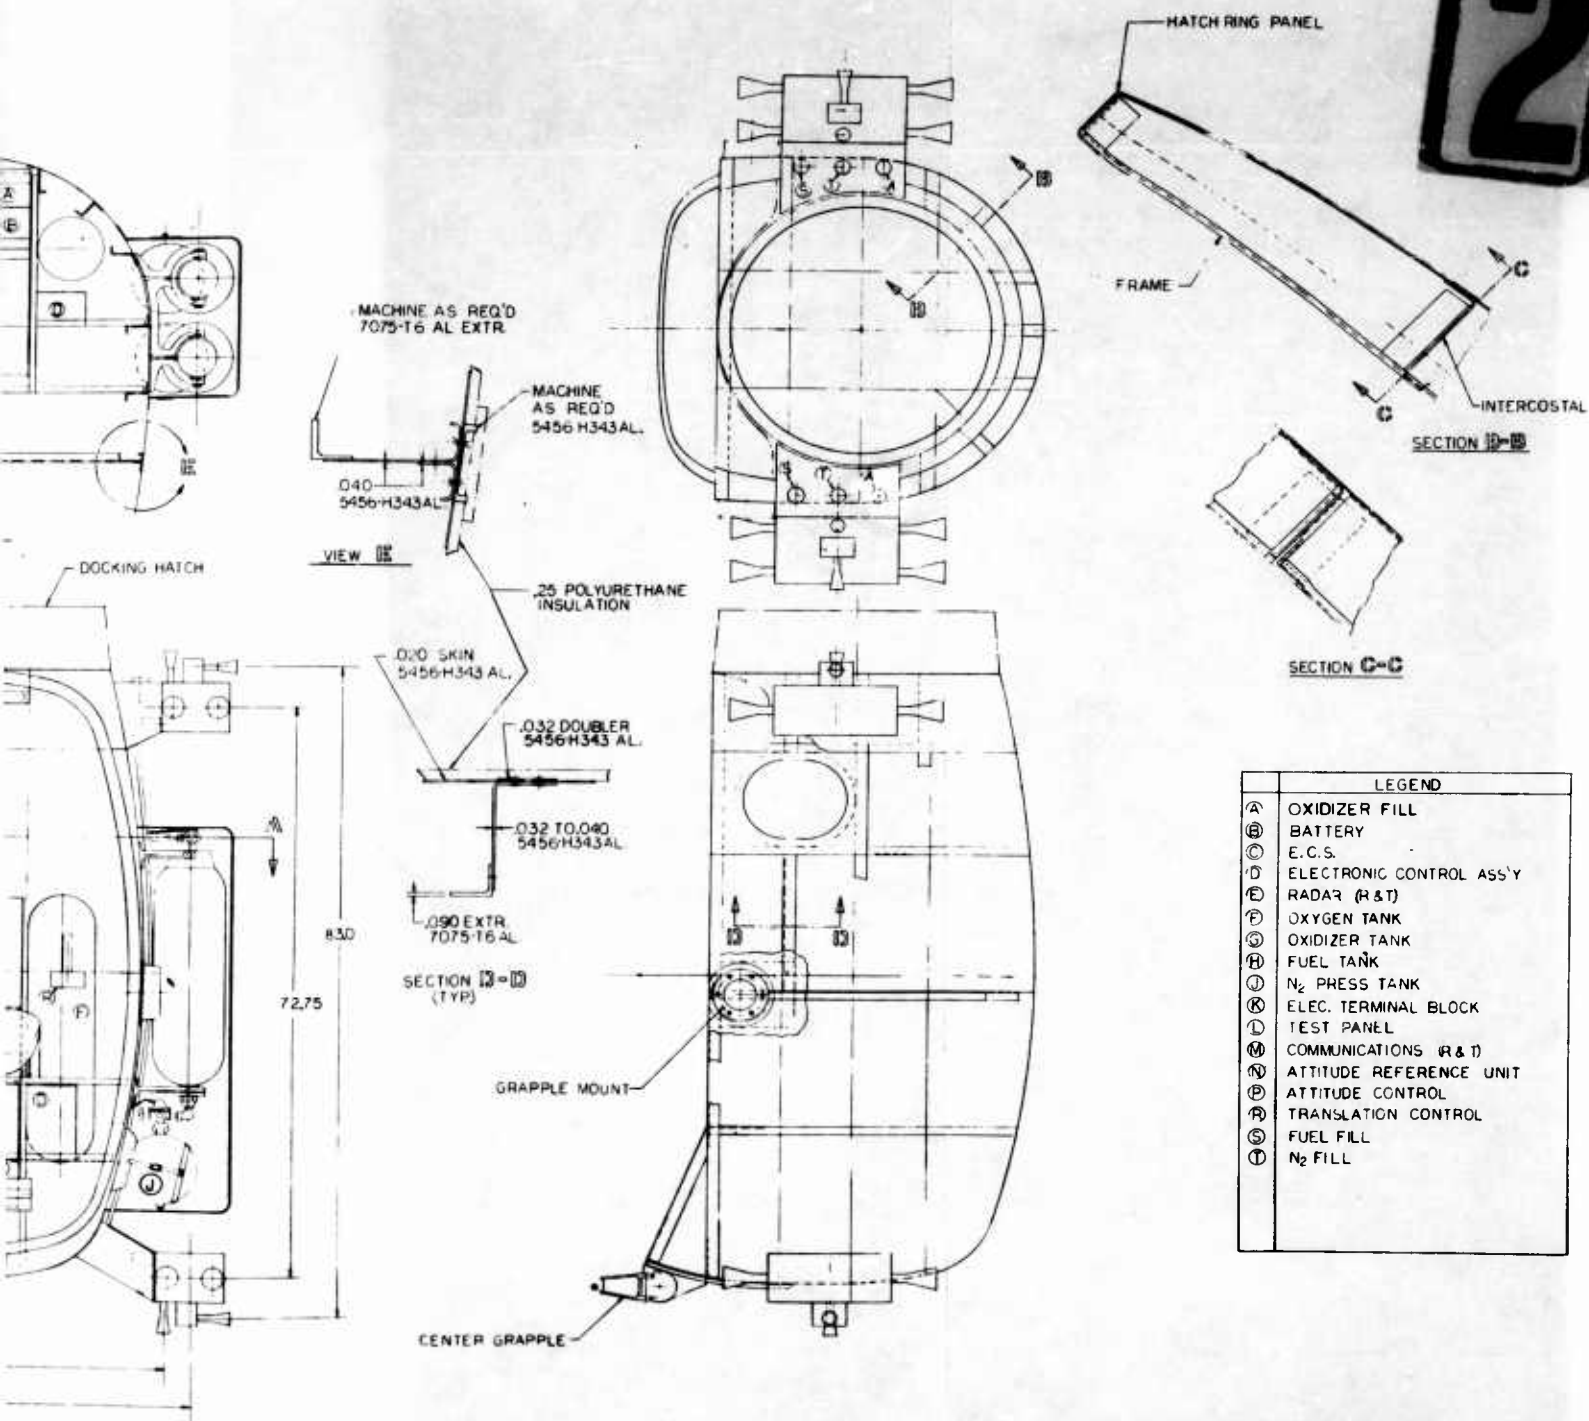 2
HATCH RING PANEL
B
S
T
A
A
B
D
B
FRAME
C
C
INTERCOSTAL
SECTION B-B
MACHINE AS REQ'D
7075-T6 AL EXTR.
MACHINE
AS REQ'D
5456 H343 AL.
.040
5456-H343 AL
E
VIEW E
S
T
A
DOCKING HATCH
.25 POLYURETHANE
INSULATION
SECTION C-C
.020 SKIN
5456-H343 AL.
.032 DOUBLER
5456-H343 AL.
.032 TO .040
5456-H343 AL
.090 EXTR.
7075-T6 AL
SECTION D-D
(TYP)
A
83.0
72.75
D
D
F
J
GRAPPLE MOUNT
CENTER GRAPPLE
LEGEND
A OXIDIZER FILL
B BATTERY
C E.C.S.
D ELECTRONIC CONTROL ASS'Y
E RADAR (R & T)
F OXYGEN TANK
G OXIDIZER TANK
H FUEL TANK
J N₂ PRESS TANK
K ELEC. TERMINAL BLOCK
L TEST PANEL
M COMMUNICATIONS (R & T)
N ATTITUDE REFERENCE UNIT
P ATTITUDE CONTROL
R TRANSLATION CONTROL
S FUEL FILL
T N₂ FILL